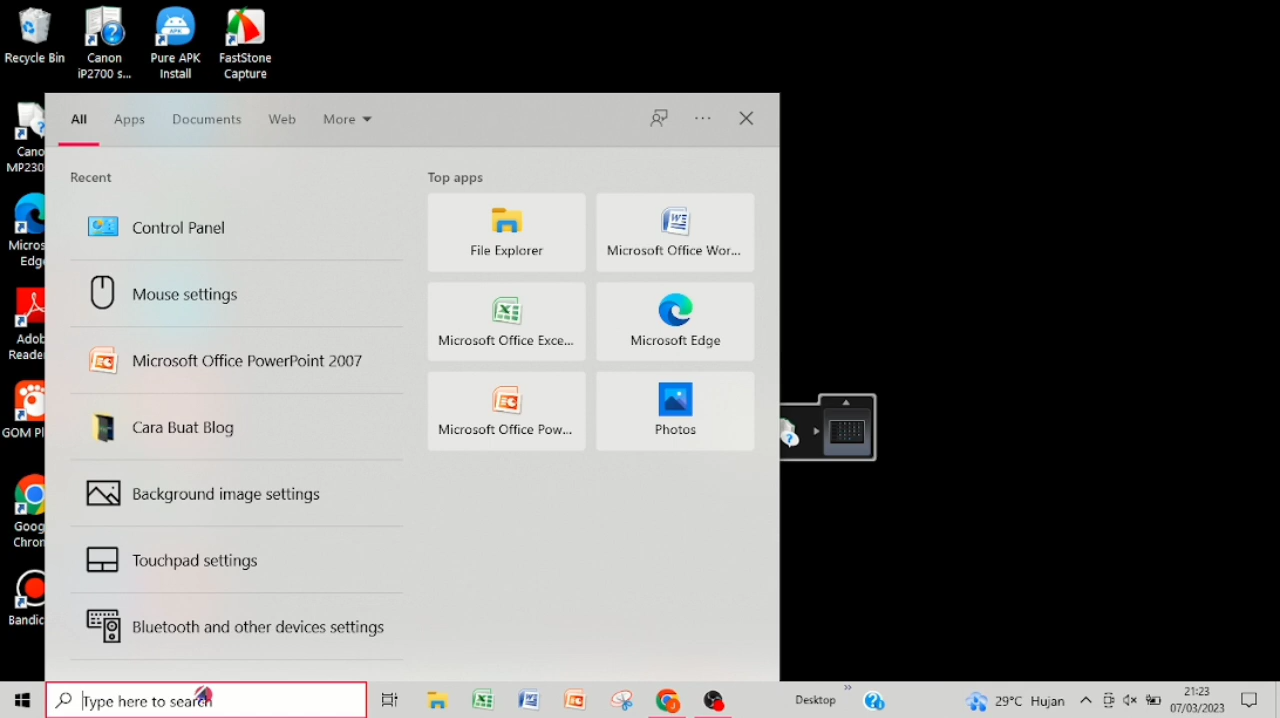 Recycle Bin
Canon
iP2700 s...
Pure APK
Install
FastStone
Capture
Cano
MP230
Micros
Edg
Adob
Reade
GOM Pl
Goog
Chron
Bandic
All
Apps
Documents
Web
More
Recent
Control Panel
Mouse settings
Microsoft Office PowerPoint 2007
Cara Buat Blog
Background image settings
Touchpad settings
Bluetooth and other devices settings
Top apps
File Explorer
Microsoft Office Wor...
Microsoft Office Exce...
Microsoft Edge
Microsoft Office Pow...
Photos
Type here to search
Desktop
»
29°C Hujan
21:23
07/03/2023